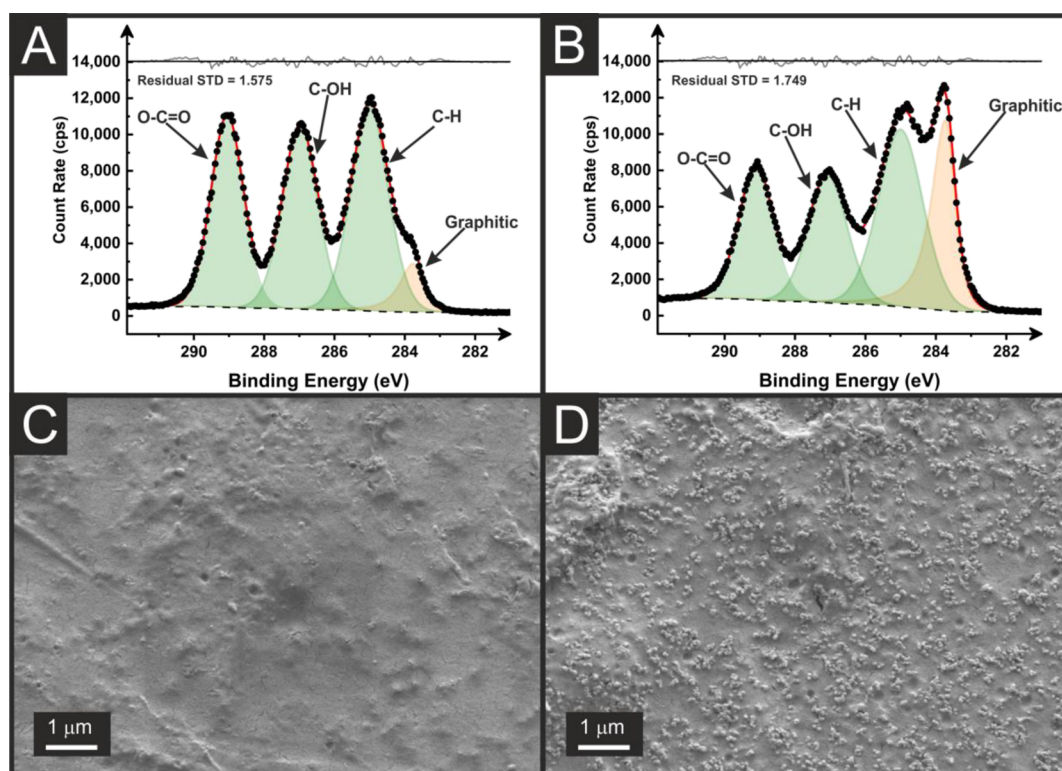 A
14,000
12,000
10,000
8,000
6,000
4,000
2,000
0
Count Rate (cps)
Residual STD = 1.575
O-C=O
C-OH
C-H
Graphitic
290
288
286
284
282
Binding Energy (eV)
B
14,000
12,000
10,000
8,000
6,000
4,000
2,000
0
Count Rate (cps)
Residual STD = 1.749
O-C=O
C-OH
C-H
Graphitic
290
288
286
284
282
Binding Energy (eV)
C
1 μm
D
1 μm